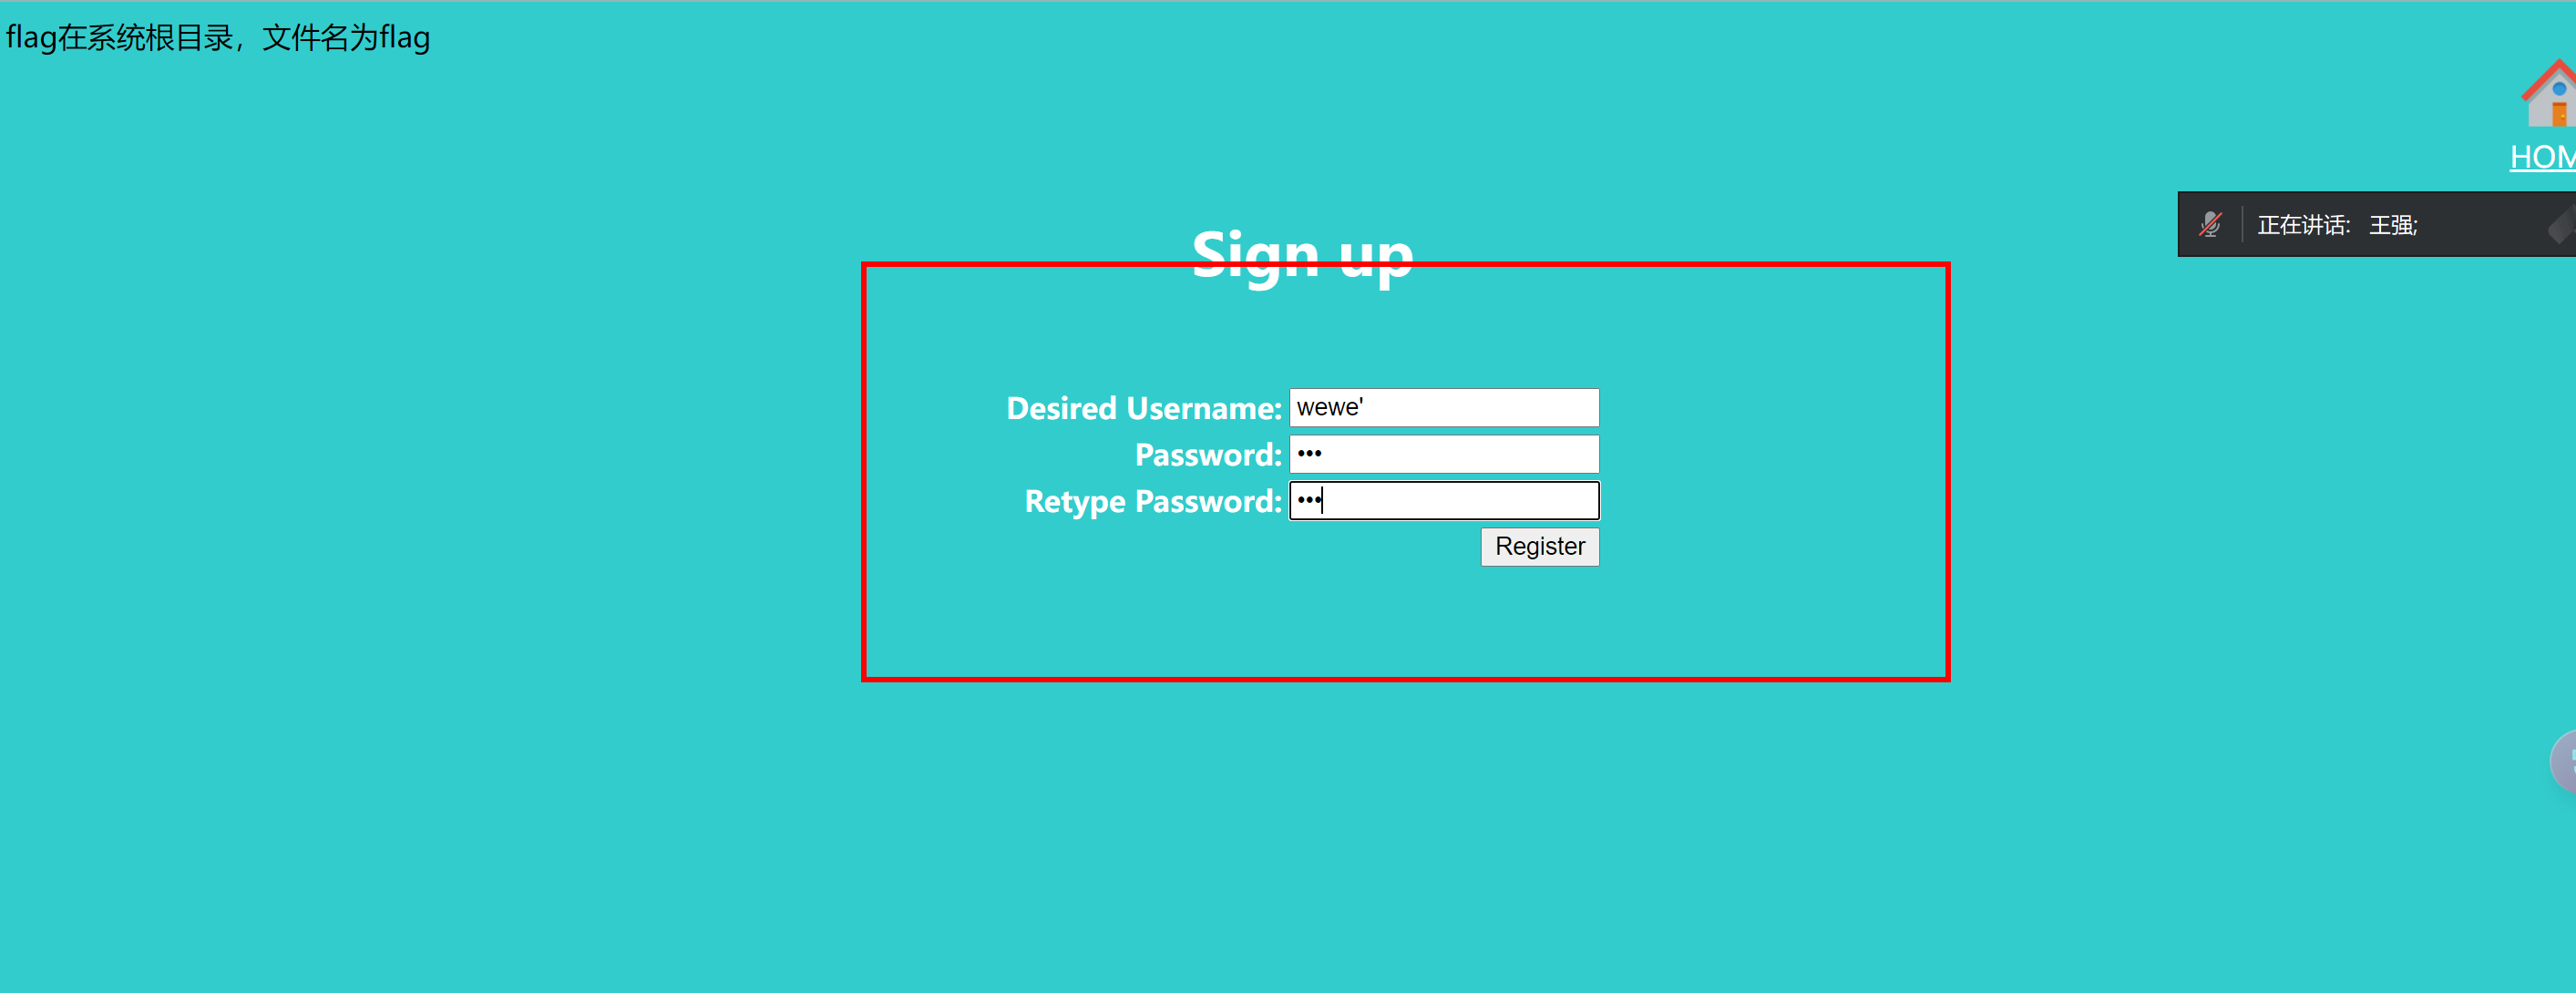 flag在系统根目录，文件名为flag
HOM
正在讲话: 王强;
Sign up
Desired Username: wewe'
Password: •••
Retype Password: •••
Register